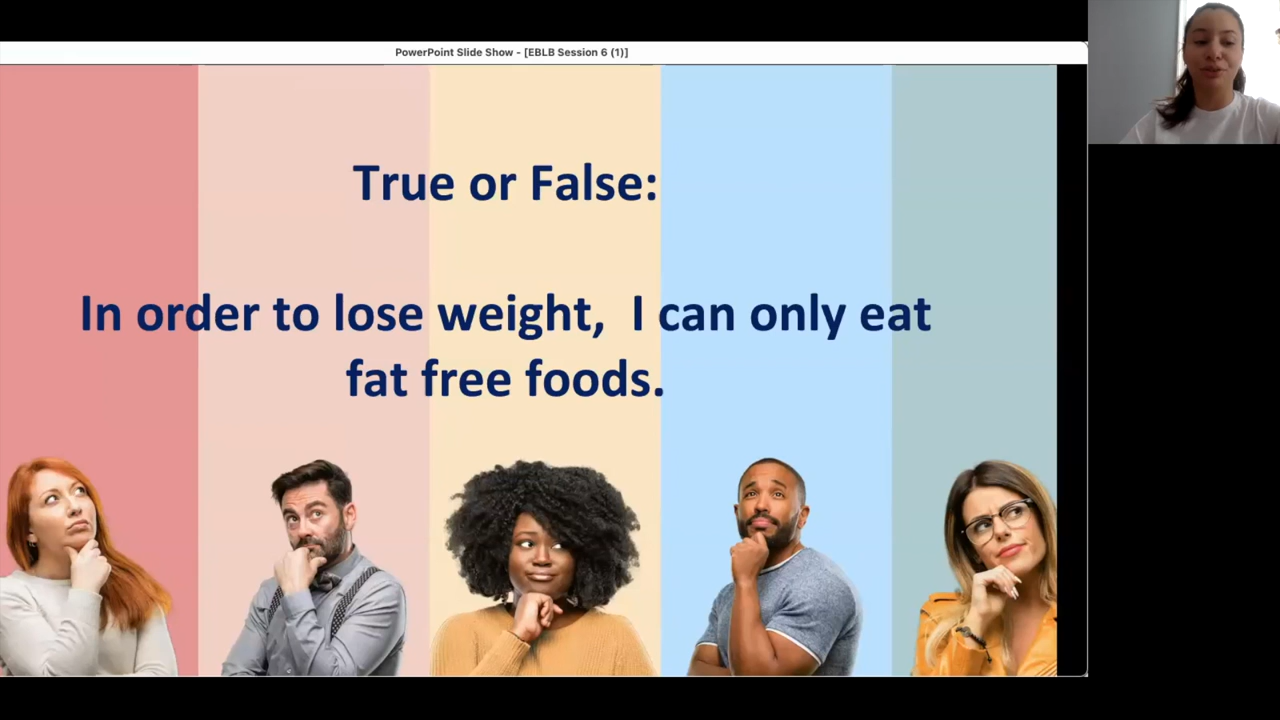 PowerPoint Slide Show - [EBLB Session 6 (1)]
True or False:
In order to lose weight,  I can only eat
fat free foods.